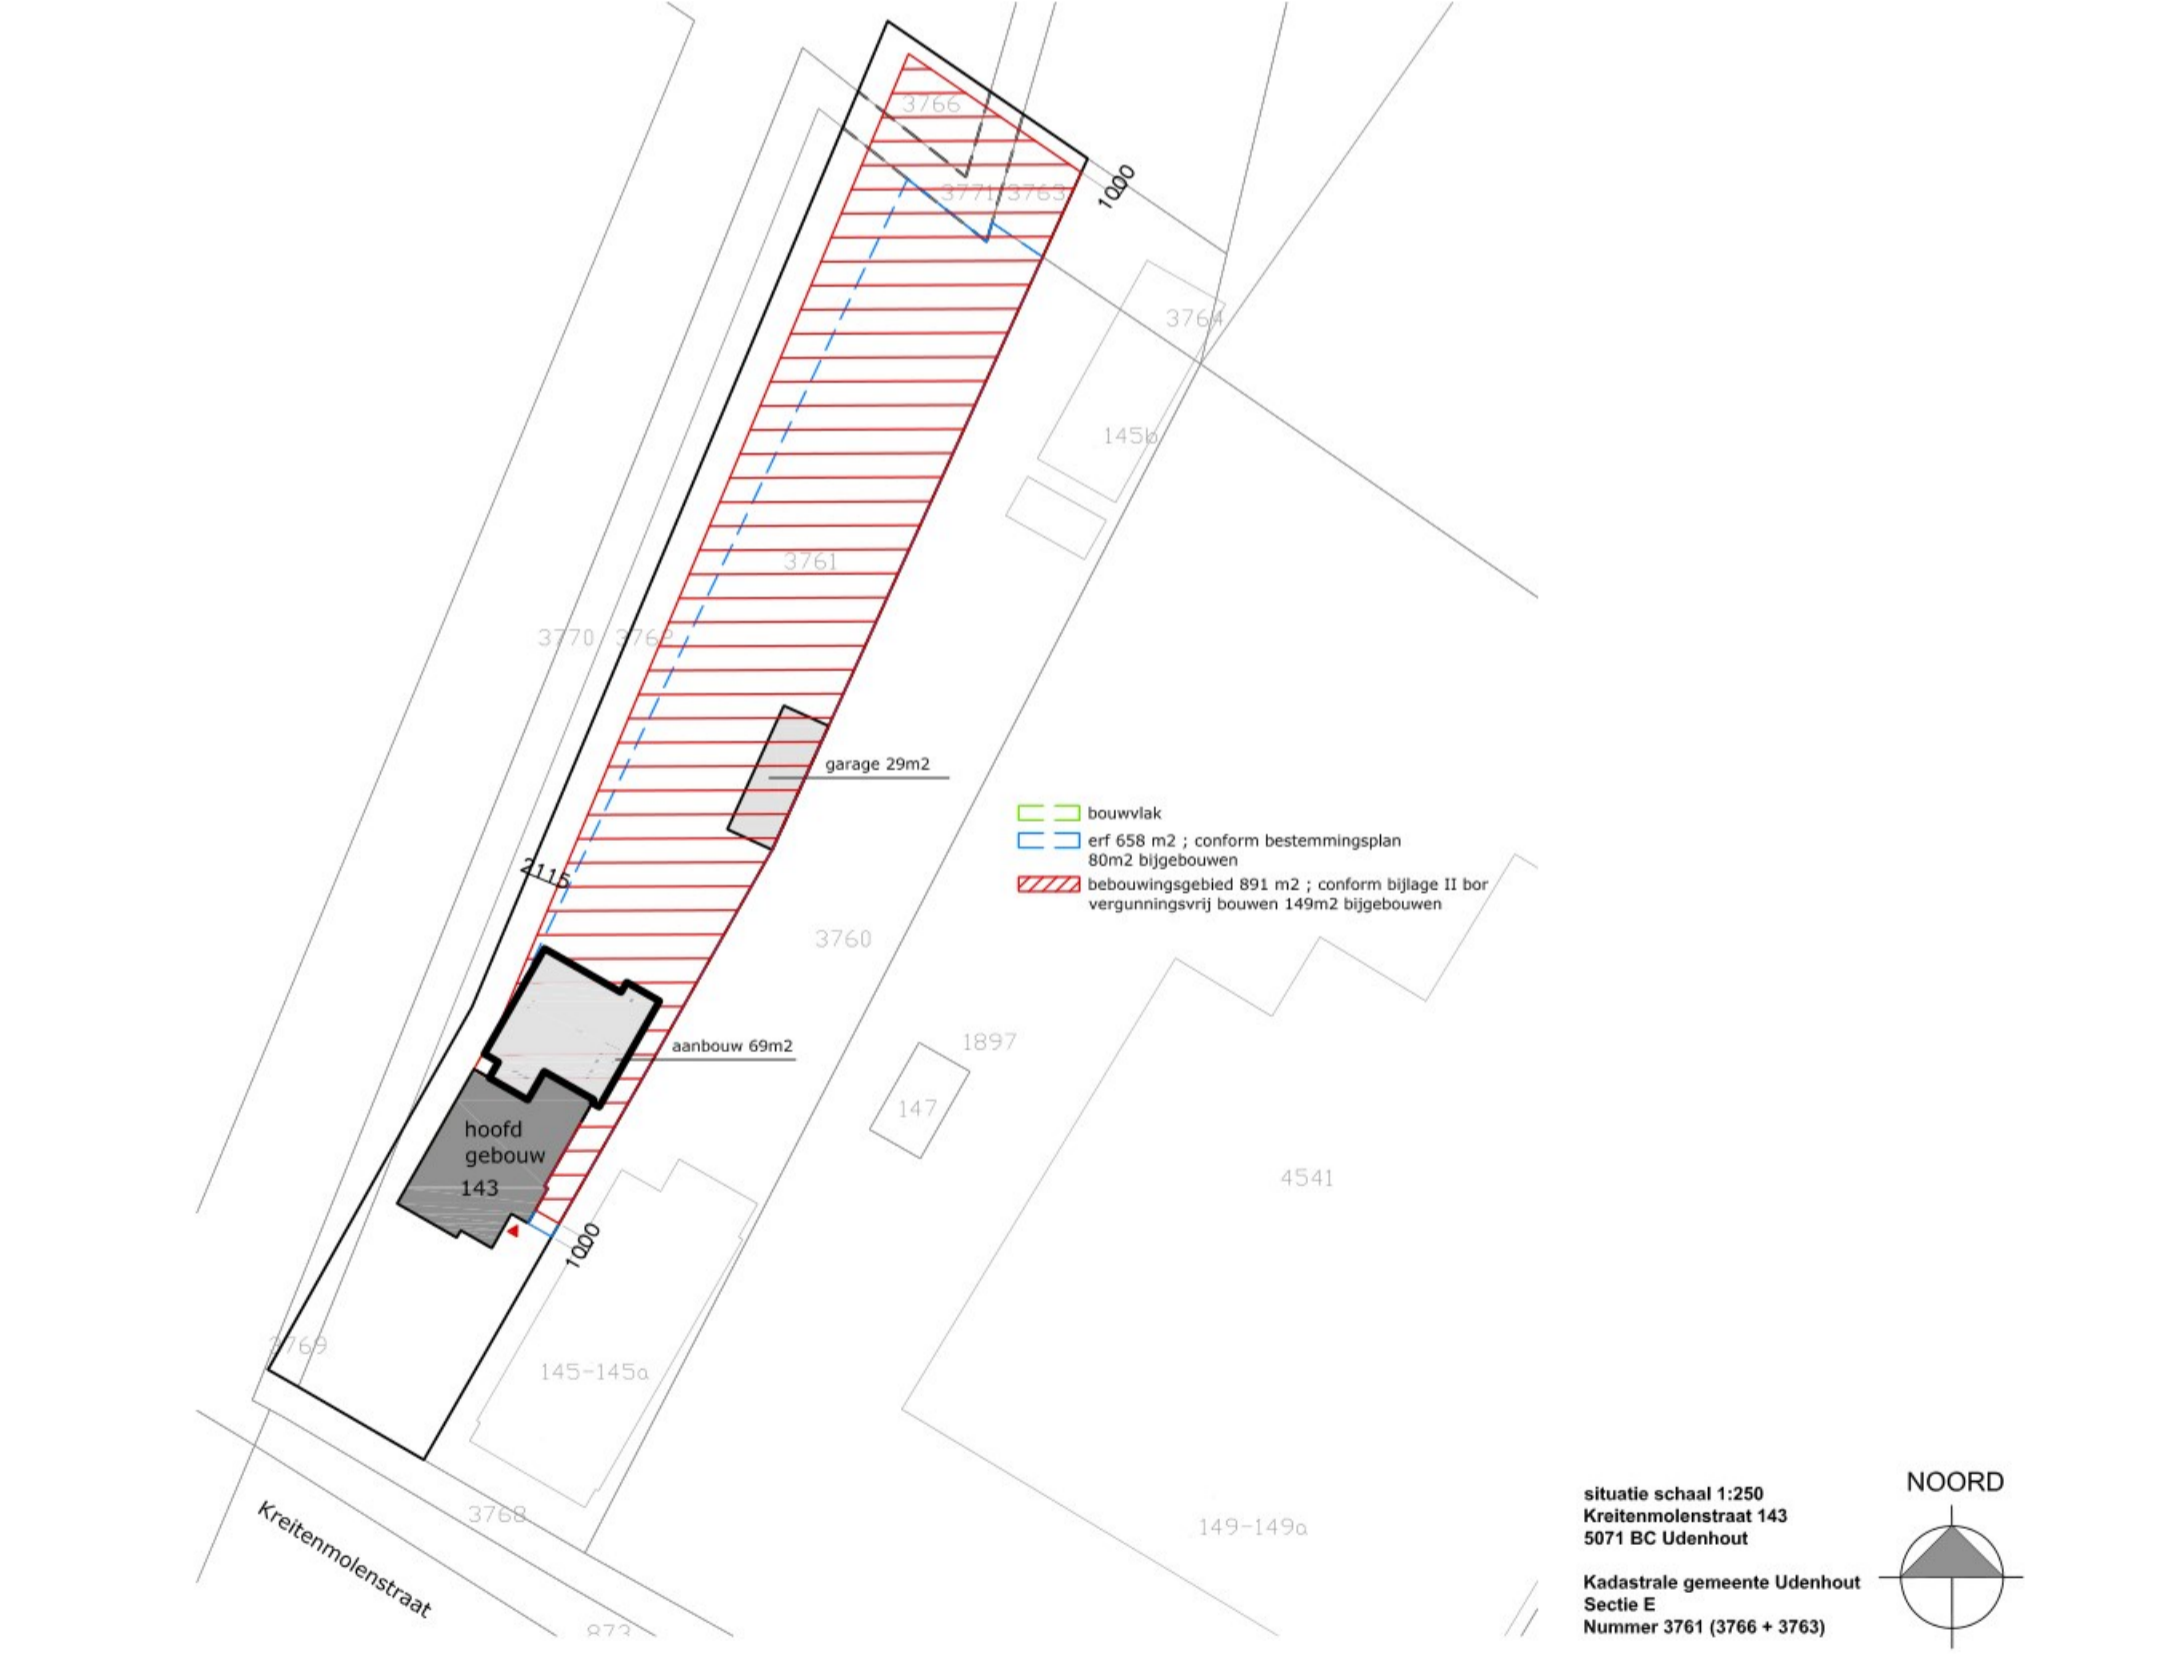 3766
1000
3771/3763
3764
145b
3761
3770
3762
garage 29m2
bouwvlak
erf 658 m2 ; conform bestemmingsplan
80m2 bijgebouwen
bebouwingsgebied 891 m2 ; conform bijlage II bor
vergunningsvrij bouwen 149m2 bijgebouwen
2115
3760
aanbouw 69m2
1897
147
hoofd
gebouw
143
4541
1000
3769
145-145a
3768
149-149a
Kreitenmolenstraat
873
NOORD
situatie schaal 1:250
Kreitenmolenstraat 143
5071 BC Udenhout
Kadastrale gemeente Udenhout
Sectie E
Nummer 3761 (3766 + 3763)